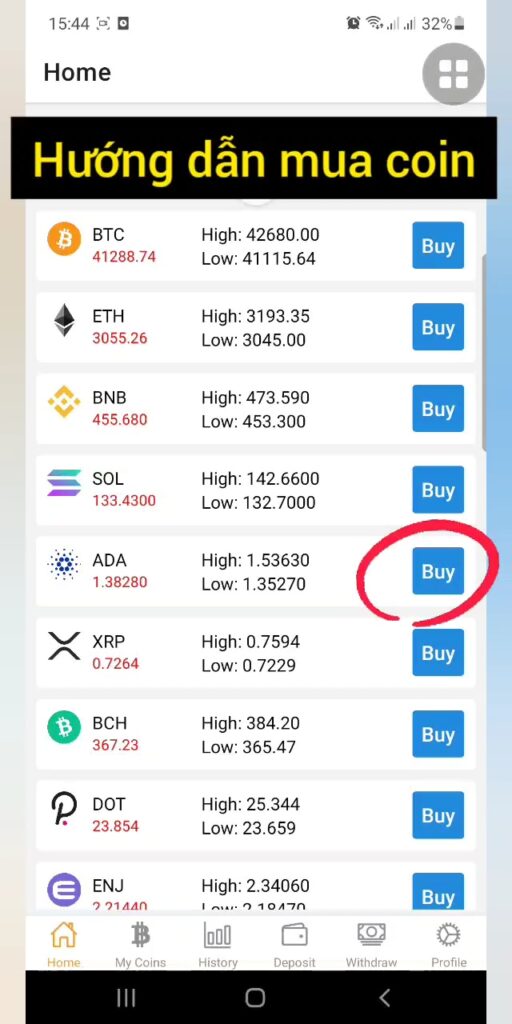 15:44 32%
Home
Hướng dẫn mua coin
BTC High: 42680.00 Buy
41288.74 Low: 41115.64
ETH High: 3193.35 Buy
3055.26 Low: 3045.00
BNB High: 473.590 Buy
455.680 Low: 453.300
SOL High: 142.6600 Buy
133.4300 Low: 132.7000
ADA High: 1.53630 Buy
1.38280 Low: 1.35270
XRP High: 0.7594 Buy
0.7264 Low: 0.7229
BCH High: 384.20 Buy
367.23 Low: 365.47
DOT High: 25.344 Buy
23.854 Low: 23.659
ENJ High: 2.34060 Buy
2.21440 Low: 2.18470
Home My Coins History Deposit Withdraw Profile